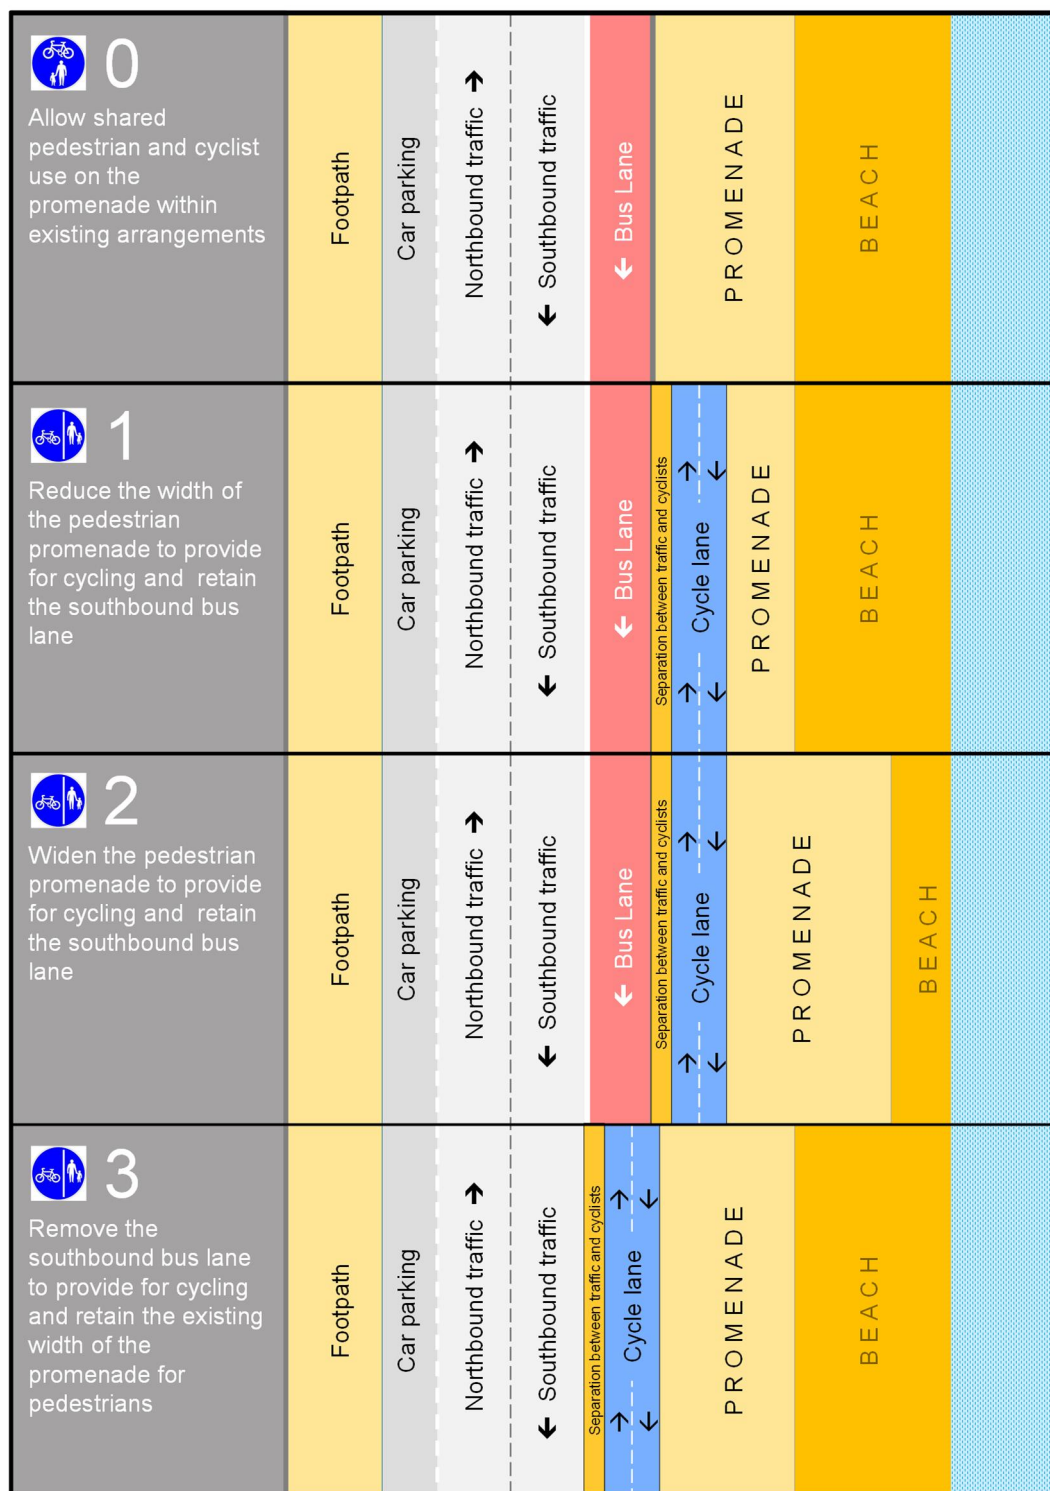 0
Allow shared
pedestrian and cyclist
use on the
promenade within
existing arrangements
Footpath
Car parking
Northbound traffic →
← Southbound traffic
← Bus Lane
PROMENADE
BEACH
1
Reduce the width of
the pedestrian
promenade to provide
for cycling and retain
the southbound bus
lane
Footpath
Car parking
Northbound traffic →
← Southbound traffic
← Bus Lane
Separation between traffic and cyclists
Cycle lane
PROMENADE
BEACH
2
Widen the pedestrian
promenade to provide
for cycling and retain
the southbound bus
lane
Footpath
Car parking
Northbound traffic →
← Southbound traffic
← Bus Lane
Separation between traffic and cyclists
Cycle lane
PROMENADE
BEACH
3
Remove the
southbound bus lane
to provide for cycling
and retain the existing
width of the
promenade for
pedestrians
Footpath
Car parking
Northbound traffic →
← Southbound traffic
Separation between traffic and cyclists
Cycle lane
PROMENADE
BEACH